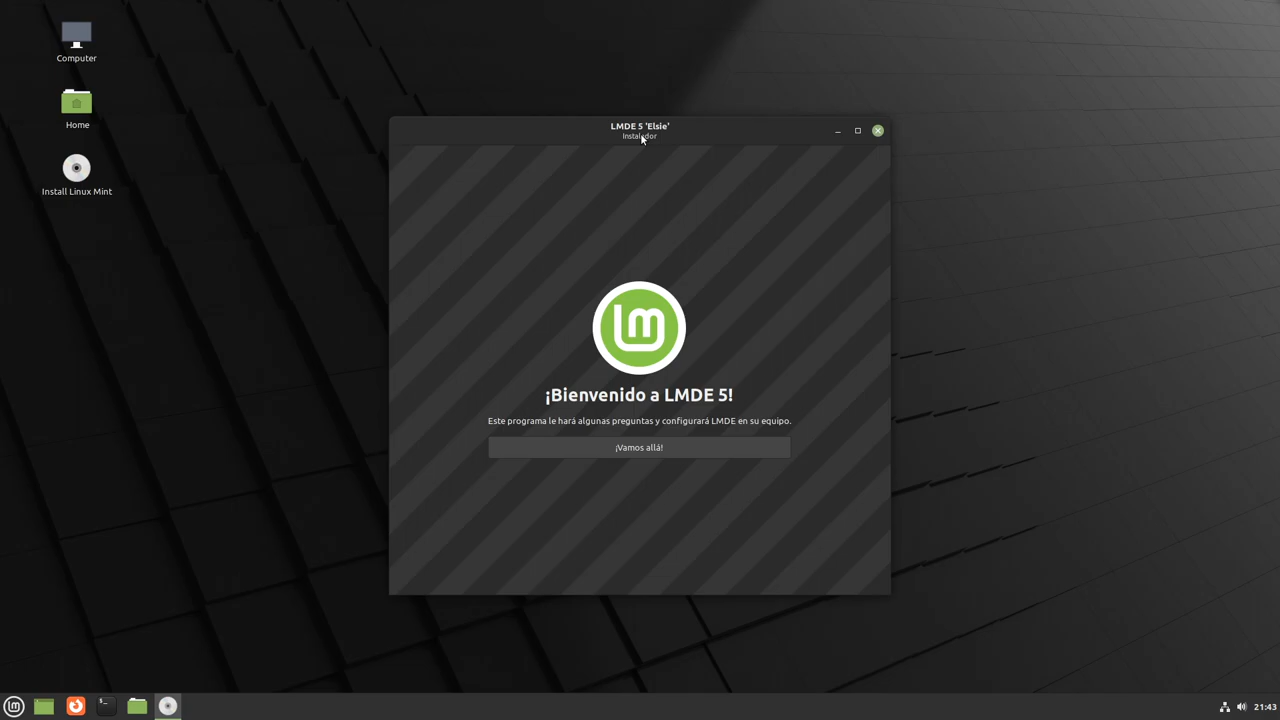 Computer
Home
Install Linux Mint
LMDE 5 'Elsie'
Instalador
¡Bienvenido a LMDE 5!
Este programa le hará algunas preguntas y configurará LMDE en su equipo.
¡Vamos allá!
21:43